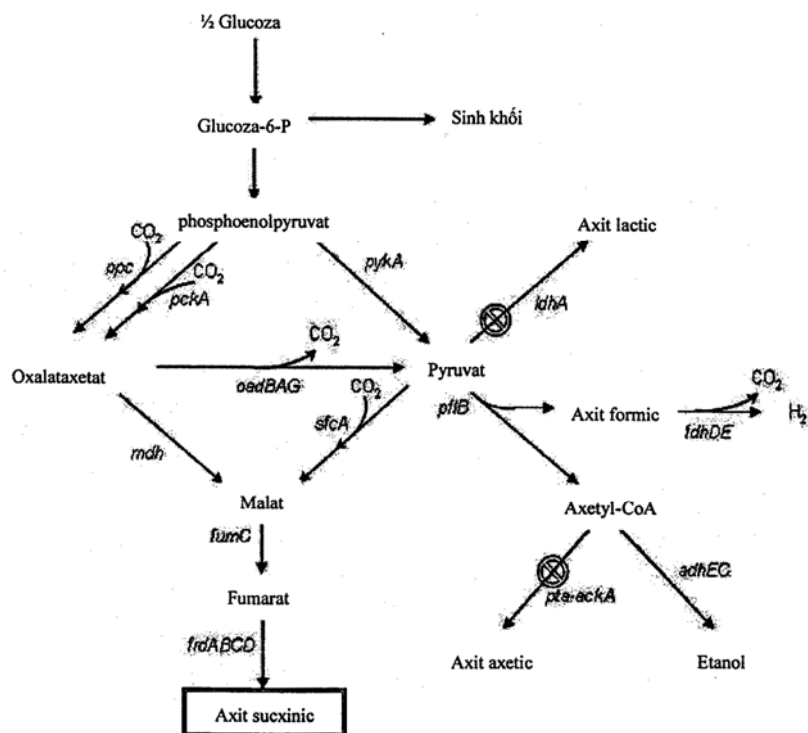 ½ Glucoza
Glucoza-6-P
Sinh khối
phosphoenolpyruvat
Axit lactic
CO₂
ppc
CO₂
pckA
pykA
ldhA
Oxalataxetat
CO₂
oadBAG
Pyruvat
CO₂
sfcA
pflB
Axit formic
CO₂
fdhDE
H₂
mdh
Malat
Axetyl-CoA
fumC
pta-ackA
adhEC
Fumarat
frdABCD
Axit axetic
Etanol
Axit sucxinic